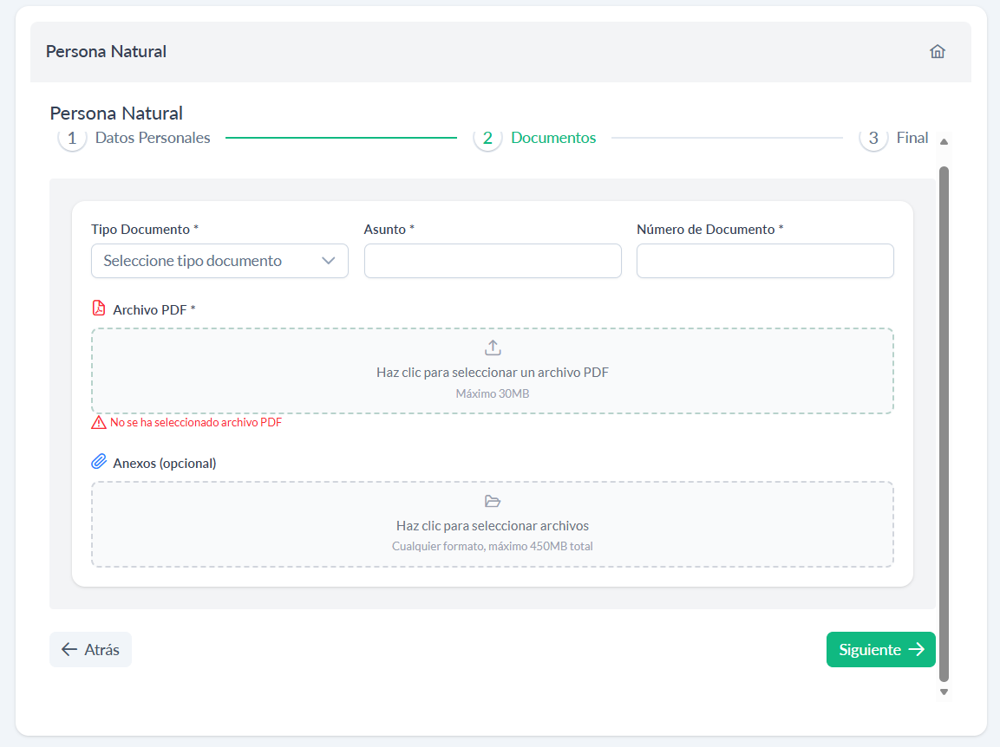 Persona Natural
Persona Natural
1 Datos Personales 2 Documentos 3 Final
Tipo Documento * Asunto * Número de Documento *
Seleccione tipo documento
Archivo PDF *
Haz clic para seleccionar un archivo PDF
Máximo 30MB
No se ha seleccionado archivo PDF
Anexos (opcional)
Haz clic para seleccionar archivos
Cualquier formato, máximo 450MB total
Atrás Siguiente